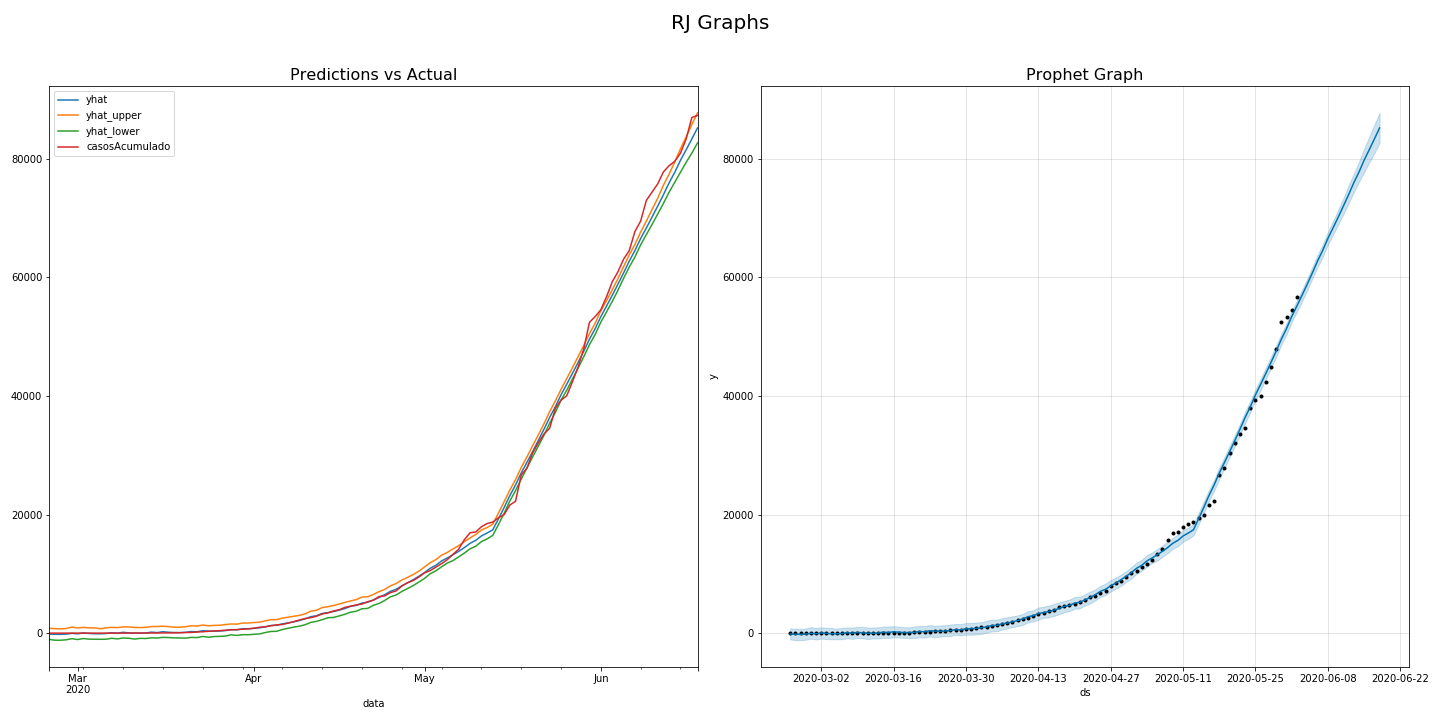 RJ Graphs
Predictions vs Actual
yhat
yhat_upper
yhat_lower
casosAcumulado
80000
60000
40000
20000
0
Mar
2020
Apr
May
Jun
data
Prophet Graph
y
80000
60000
40000
20000
0
2020-03-02 2020-03-16 2020-03-30 2020-04-13 2020-04-27 2020-05-11 2020-05-25 2020-06-08 2020-06-22
ds